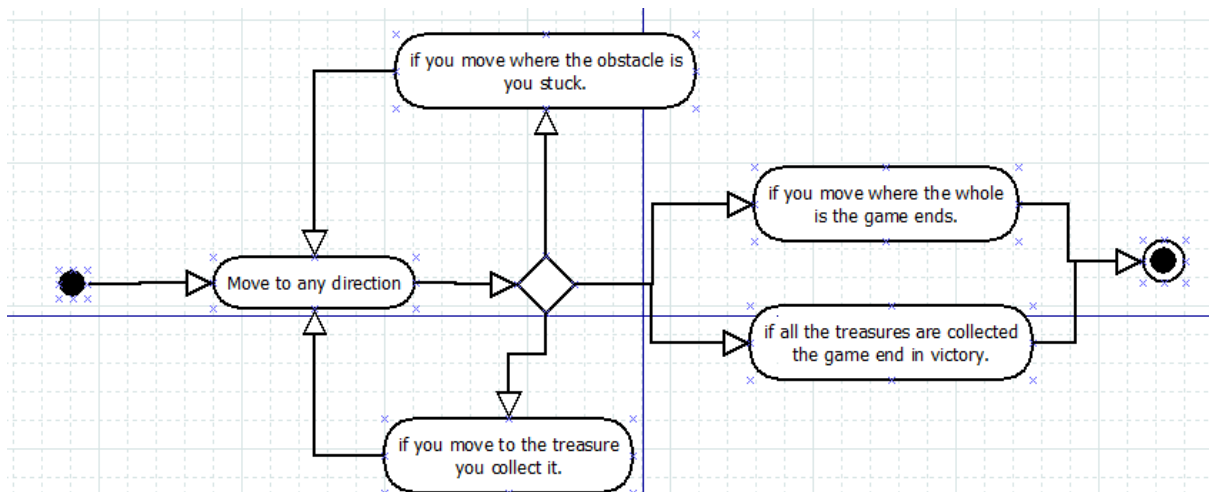 if you move where the obstacle is
you stuck.
if you move where the whole
is the game ends.
Move to any direction
if all the treasures are collected
the game end in victory.
if you move to the treasure
you collect it.